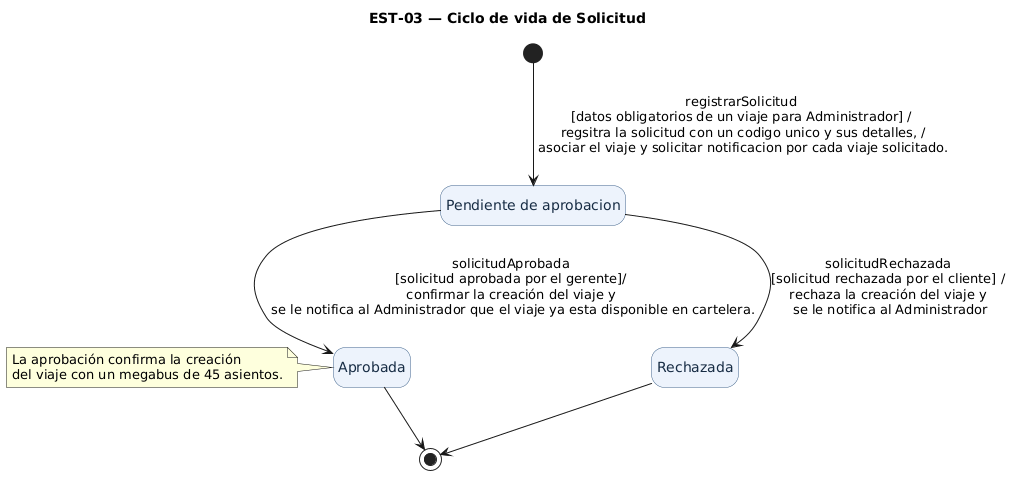 EST-03 — Ciclo de vida de Solicitud
registrarSolicitud
[datos obligatorios de un viaje para Administrador] /
regsitra la solicitud con un codigo unico y sus detalles, /
asociar el viaje y solicitar notificacion por cada viaje solicitado.
Pendiente de aprobacion
solicitudAprobada
[solicitud aprobada por el gerente]/
confirmar la creación del viaje y
se le notifica al Administrador que el viaje ya esta disponible en cartelera.
solicitudRechazada
[solicitud rechazada por el cliente] /
rechaza la creación del viaje y
se le notifica al Administrador
La aprobación confirma la creación
del viaje con un megabus de 45 asientos.
Aprobada
Rechazada